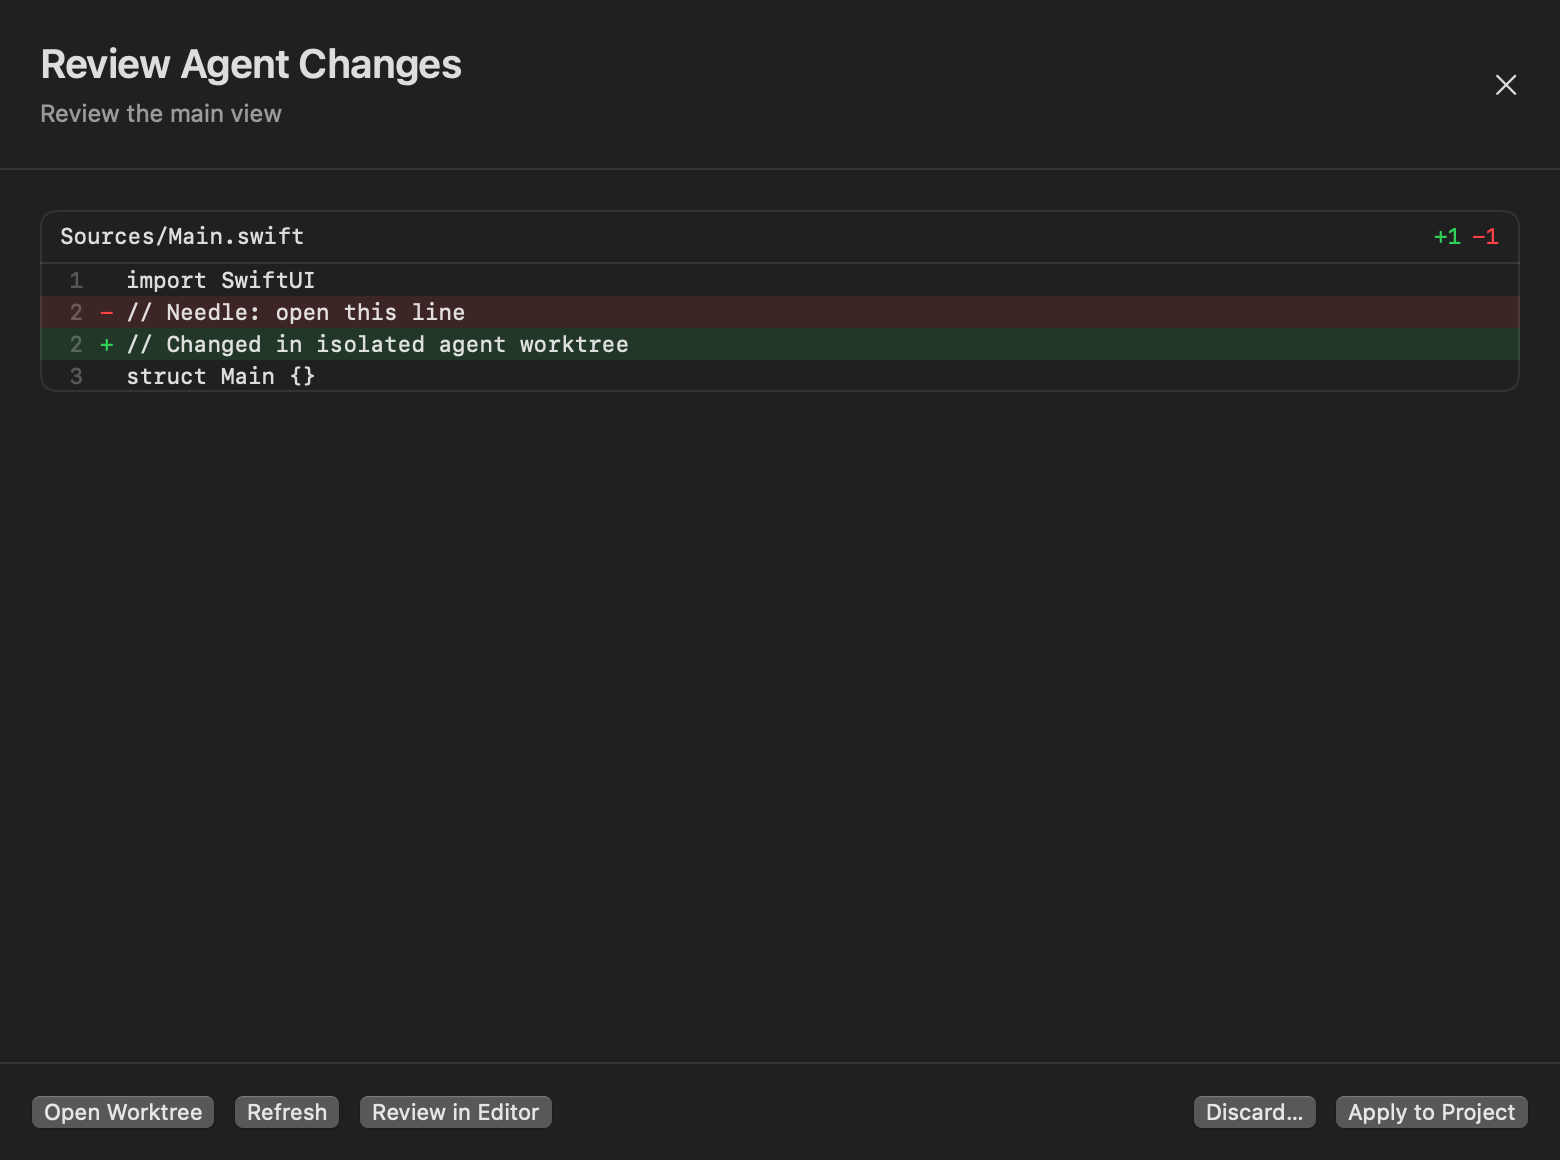 Review Agent Changes
Review the main view
Sources/Main.swift +1 −1
1 import SwiftUI
2 − // Needle: open this line
2 + // Changed in isolated agent worktree
3 struct Main {}
Open Worktree Refresh Review in Editor Discard... Apply to Project